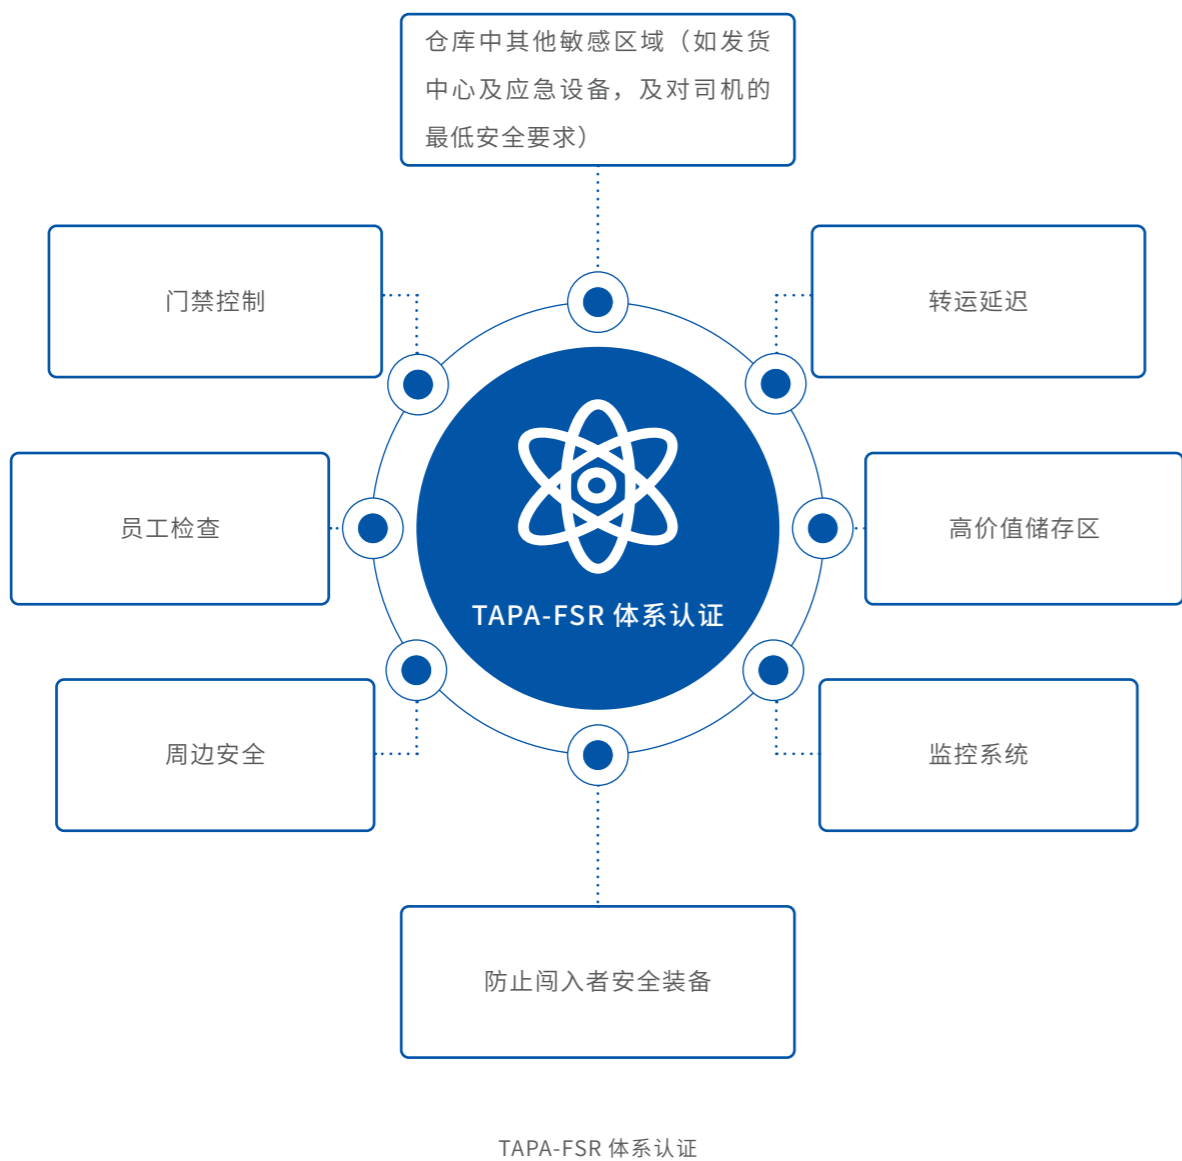 仓库中其他敏感区域（如发货
中心及应急设备，及对司机的
最低安全要求）
门禁控制
转运延迟
员工检查
高价值储存区
TAPA-FSR 体系认证
周边安全
监控系统
防止闯入者安全装备
TAPA-FSR 体系认证